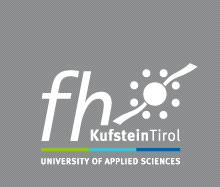 fh
KufsteinTirol
UNIVERSITY OF APPLIED SCIENCES